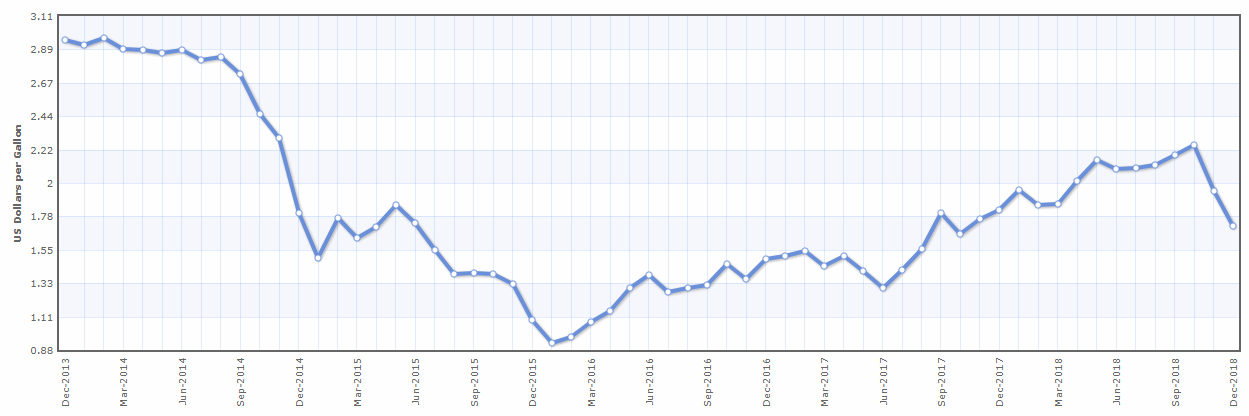 US Dollars per Gallon
3.11
2.89
2.67
2.44
2.22
2
1.78
1.55
1.33
1.11
0.88
Dec-2013
Mar-2014
Jun-2014
Sep-2014
Dec-2014
Mar-2015
Jun-2015
Sep-2015
Dec-2015
Mar-2016
Jun-2016
Sep-2016
Dec-2016
Mar-2017
Jun-2017
Sep-2017
Dec-2017
Mar-2018
Jun-2018
Sep-2018
Dec-2018